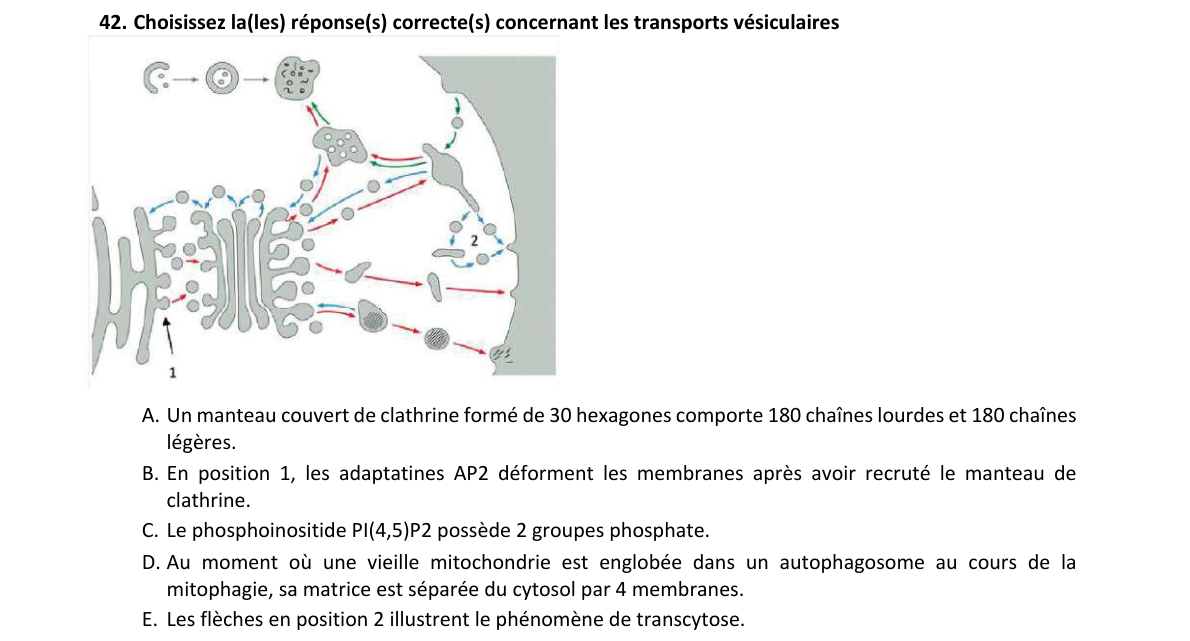 42. Choisissez la(les) réponse(s) correcte(s) concernant les transports vésiculaires
2
1
A. Un manteau couvert de clathrine formé de 30 hexagones comporte 180 chaînes lourdes et 180 chaînes
légères.
B. En position 1, les adaptatines AP2 déforment les membranes après avoir recruté le manteau de
clathrine.
C. Le phosphoinositide PI(4,5)P2 possède 2 groupes phosphate.
D. Au moment où une vieille mitochondrie est englobée dans un autophagosome au cours de la
mitophagie, sa matrice est séparée du cytosol par 4 membranes.
E. Les flèches en position 2 illustrent le phénomène de transcytose.